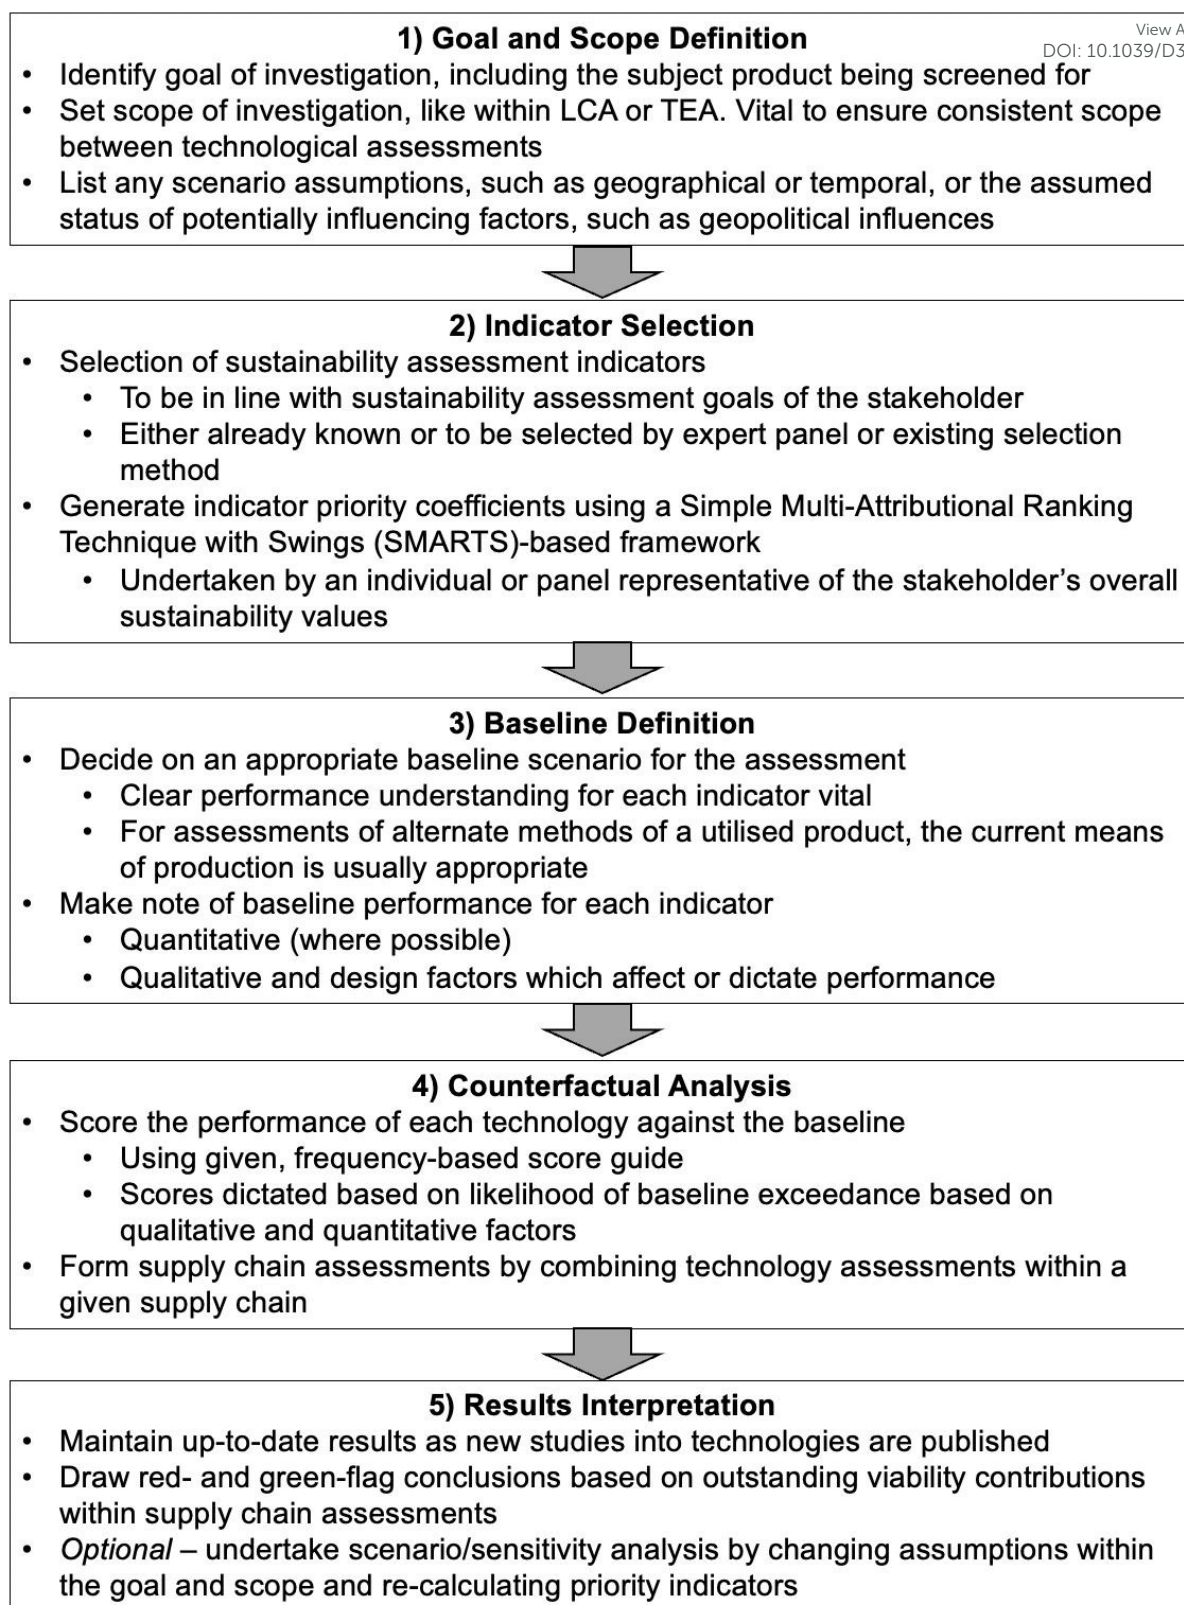 View A
DOI: 10.1039/D3
1) Goal and Scope Definition
• Identify goal of investigation, including the subject product being screened for
• Set scope of investigation, like within LCA or TEA. Vital to ensure consistent scope
between technological assessments
• List any scenario assumptions, such as geographical or temporal, or the assumed
status of potentially influencing factors, such as geopolitical influences
2) Indicator Selection
• Selection of sustainability assessment indicators
• To be in line with sustainability assessment goals of the stakeholder
• Either already known or to be selected by expert panel or existing selection
method
• Generate indicator priority coefficients using a Simple Multi-Attributional Ranking
Technique with Swings (SMARTS)-based framework
• Undertaken by an individual or panel representative of the stakeholder's overall
sustainability values
3) Baseline Definition
• Decide on an appropriate baseline scenario for the assessment
• Clear performance understanding for each indicator vital
• For assessments of alternate methods of a utilised product, the current means
of production is usually appropriate
• Make note of baseline performance for each indicator
• Quantitative (where possible)
• Qualitative and design factors which affect or dictate performance
4) Counterfactual Analysis
• Score the performance of each technology against the baseline
• Using given, frequency-based score guide
• Scores dictated based on likelihood of baseline exceedance based on
qualitative and quantitative factors
• Form supply chain assessments by combining technology assessments within a
given supply chain
5) Results Interpretation
• Maintain up-to-date results as new studies into technologies are published
• Draw red- and green-flag conclusions based on outstanding viability contributions
within supply chain assessments
• Optional – undertake scenario/sensitivity analysis by changing assumptions within
the goal and scope and re-calculating priority indicators